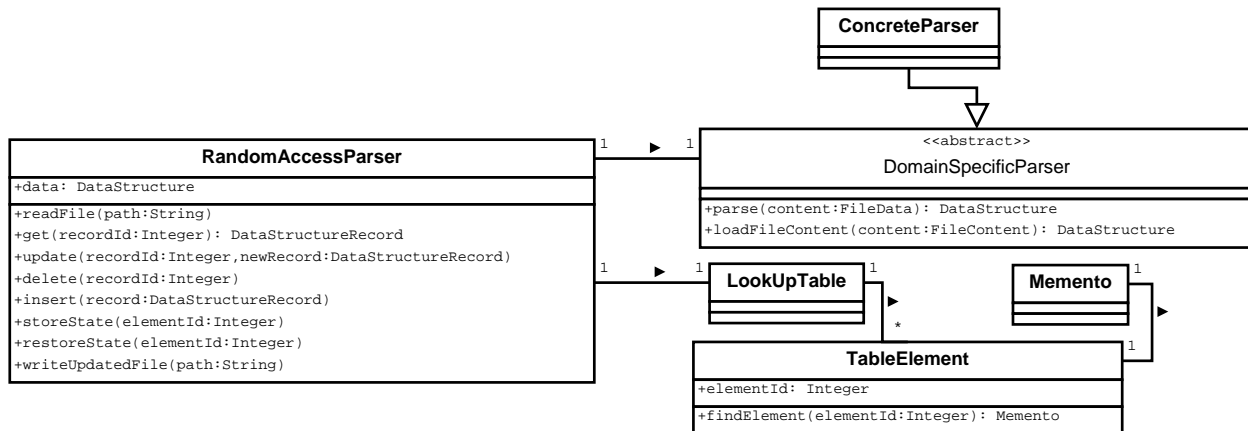 ConcreteParser
<<abstract>>
DomainSpecificParser
+parse(content:FileData): DataStructure
+loadFileContent(content:FileContent): DataStructure
1
1
RandomAccessParser
+data: DataStructure
+readFile(path:String)
+get(recordId:Integer): DataStructureRecord
+update(recordId:Integer,newRecord:DataStructureRecord)
+delete(recordId:Integer)
+insert(record:DataStructureRecord)
+storeState(elementId:Integer)
+restoreState(elementId:Integer)
+writeUpdatedFile(path:String)
1
1
LookUpTable
1
*
Memento
1
1
TableElement
+elementId: Integer
+findElement(elementId:Integer): Memento